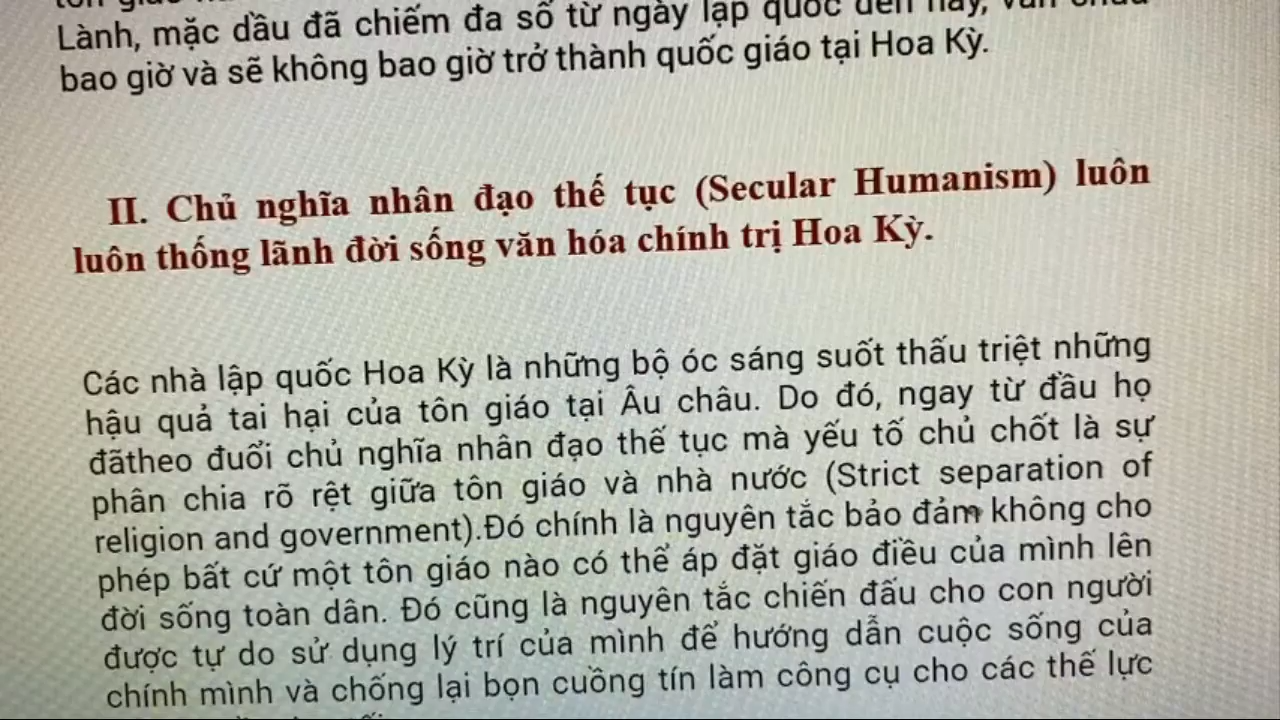 Lành, mặc dầu đã chiếm đa số từ ngày lập quốc đến nay, vẫn chưa
bao giờ và sẽ không bao giờ trở thành quốc giáo tại Hoa Kỳ.
II. Chủ nghĩa nhân đạo thế tục (Secular Humanism) luôn
luôn thống lãnh đời sống văn hóa chính trị Hoa Kỳ.
Các nhà lập quốc Hoa Kỳ là những bộ óc sáng suốt thấu triệt những
hậu quả tai hại của tôn giáo tại Âu châu. Do đó, ngay từ đầu họ
đãtheo đuổi chủ nghĩa nhân đạo thế tục mà yếu tố chủ chốt là sự
phân chia rõ rệt giữa tôn giáo và nhà nước (Strict separation of
religion and government).Đó chính là nguyên tắc bảo đảm không cho
phép bất cứ một tôn giáo nào có thể áp đặt giáo điều của mình lên
đời sống toàn dân. Đó cũng là nguyên tắc chiến đấu cho con người
được tự do sử dụng lý trí của mình để hướng dẫn cuộc sống của
chính mình và chống lại bọn cuồng tín làm công cụ cho các thế lực